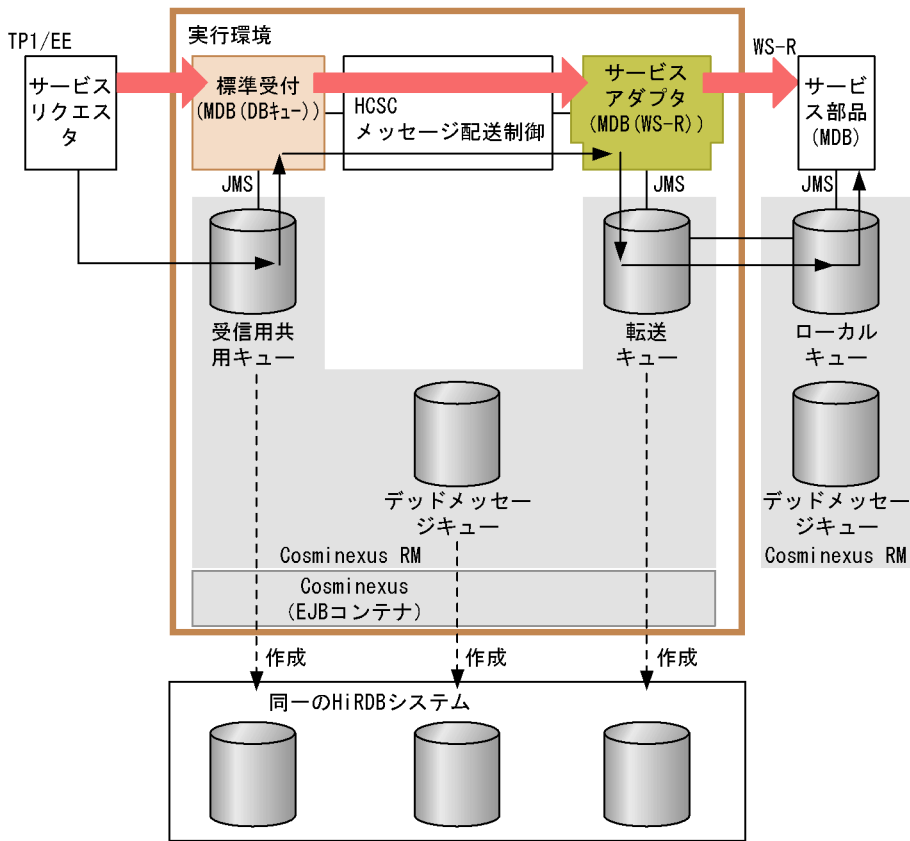 実行環境
TP1/EE
サービス
リクエス
タ
標準受付
(MDB(DBキュー))
HCSC
メッセージ配送制御
サービス
アダプタ
(MDB(WS-R))
WS-R
サービ
ス部品
(MDB)
JMS
JMS
JMS
受信用共
用キュー
転送
キュー
ローカル
キュー
デッドメッセー
ジキュー
デッドメッセー
ジキュー
Cosminexus RM
Cosminexus RM
Cosminexus
(EJBコンテナ)
作成
作成
作成
同一のHiRDBシステム